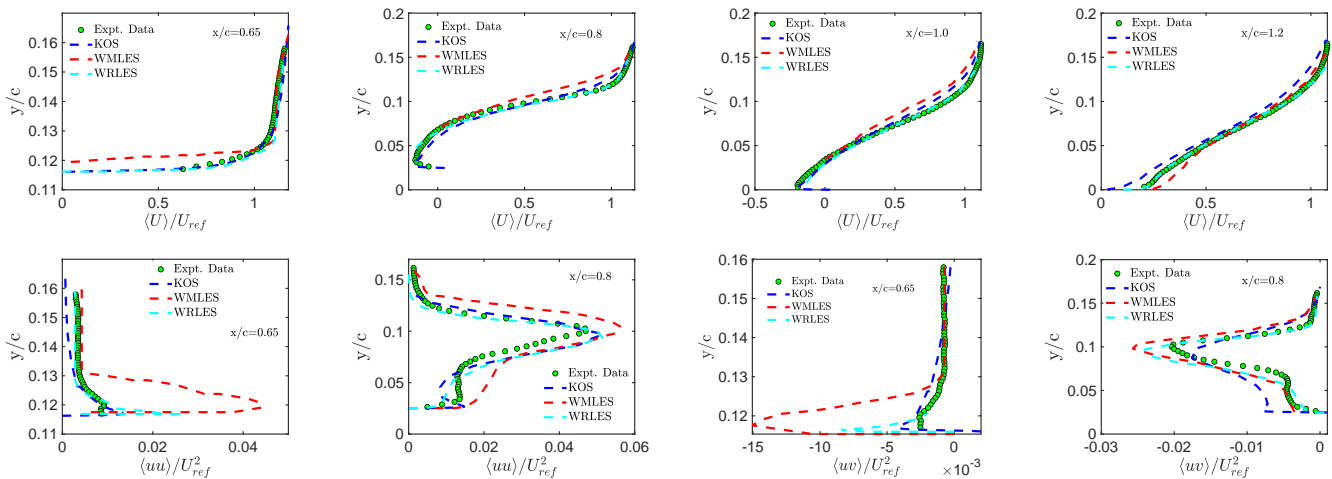 0.16
0.15
0.14
0.13
0.12
0.11
y/c
Expt. Data
KOS
WMLES
WRLES
x/c=0.65
0
0.5
1
⟨U⟩/U_ref
0.2
0.15
0.1
0.05
0
y/c
Expt. Data
KOS
WMLES
WRLES
x/c=0.8
0
0.5
1
⟨U⟩/U_ref
0.2
0.15
0.1
0.05
0
y/c
Expt. Data
KOS
WMLES
WRLES
x/c=1.0
-0.5
0
0.5
1
⟨U⟩/U_ref
0.2
0.15
0.1
0.05
0
y/c
Expt. Data
KOS
WMLES
WRLES
x/c=1.2
0
0.5
1
⟨U⟩/U_ref
0.16
0.15
0.14
0.13
0.12
0.11
y/c
Expt. Data
KOS
WMLES
WRLES
x/c=0.65
0
0.02
0.04
⟨uu⟩/U²_ref
0.15
0.1
0.05
0
y/c
x/c=0.8
Expt. Data
KOS
WMLES
WRLES
0
0.02
0.04
0.06
⟨uu⟩/U²_ref
0.16
0.15
0.14
0.13
0.12
y/c
Expt. Data
KOS
WMLES
WRLES
x/c=0.65
-15
-10
-5
0
×10⁻³
⟨uv⟩/U²_ref
0.2
0.15
0.1
0.05
0
y/c
Expt. Data
KOS
WMLES
WRLES
x/c=0.8
-0.03
-0.02
-0.01
0
⟨uv⟩/U²_ref